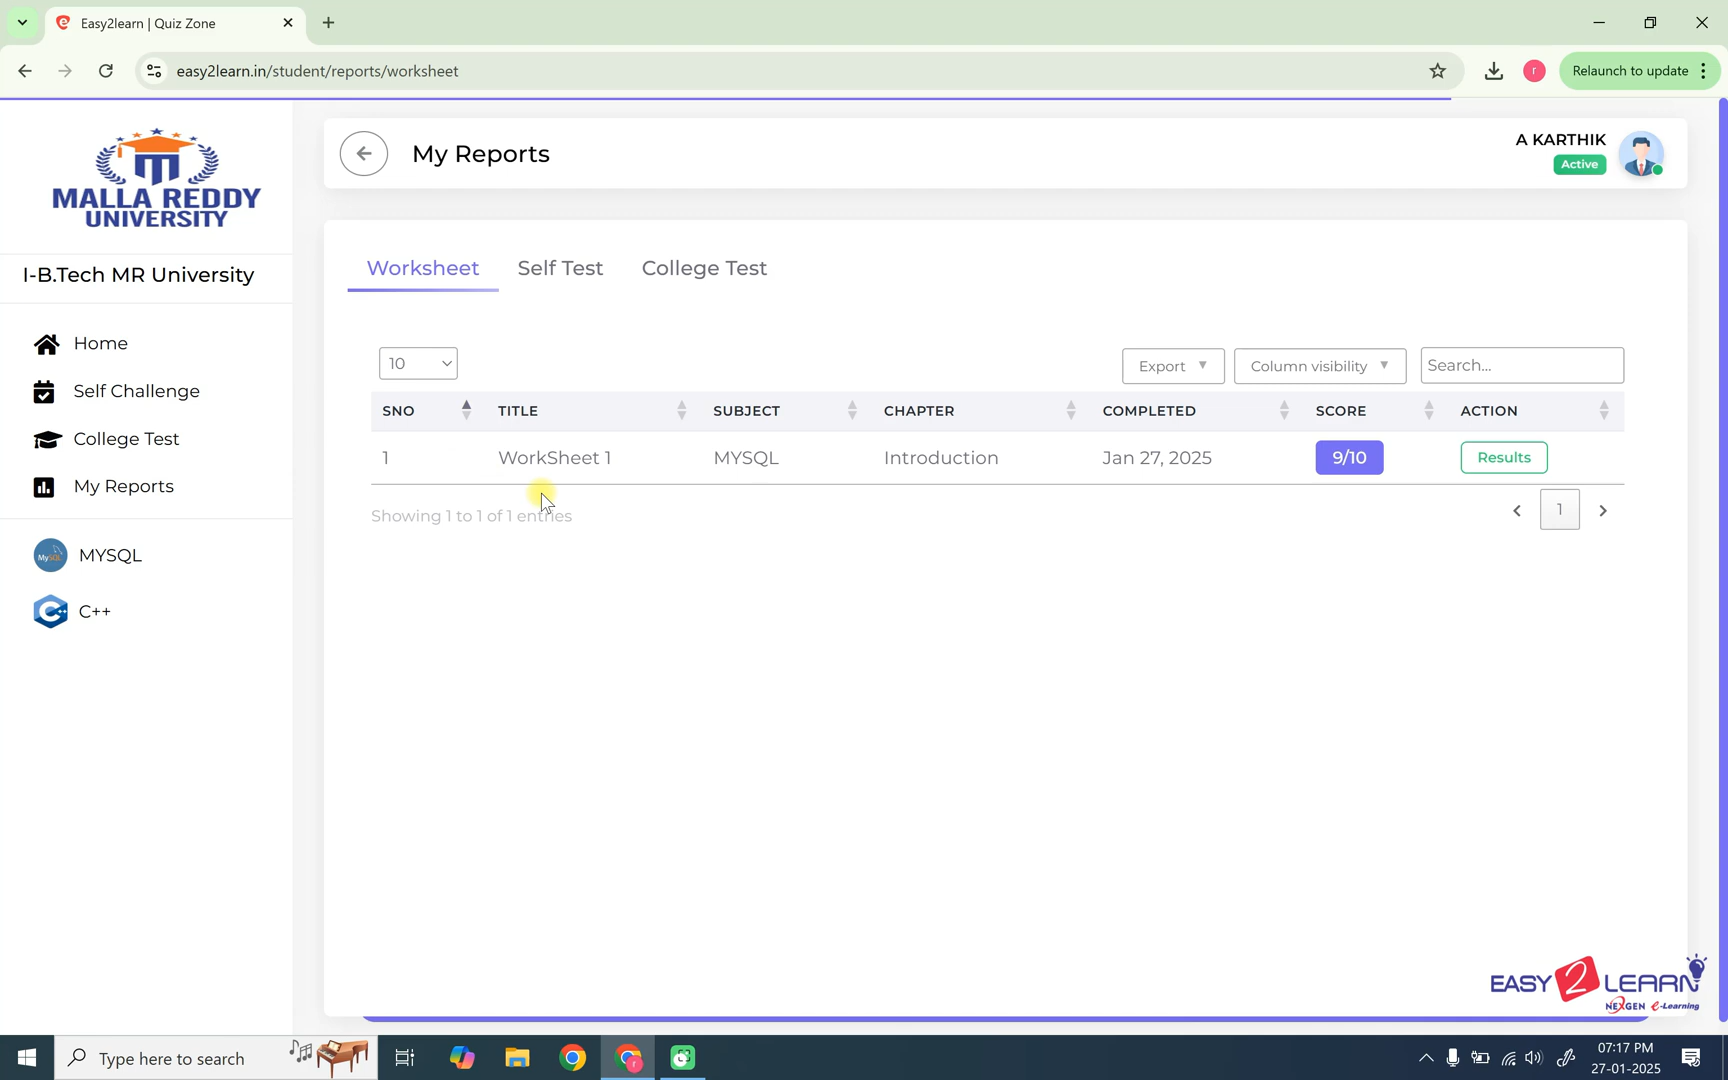 Easy2learn | Quiz Zone
easy2learn.in/student/reports/worksheet
r
Relaunch to update
MALLA REDDY
UNIVERSITY
I-B.Tech MR University
Home
Self Challenge
College Test
My Reports
MySQL
MYSQL
C++
My Reports
A KARTHIK
Active
Worksheet Self Test College Test
10
Export
Column visibility
Search...
SNO TITLE SUBJECT CHAPTER COMPLETED SCORE ACTION
1 WorkSheet 1 MYSQL Introduction Jan 27, 2025 9/10 Results
Showing 1 to 1 of 1 entries
1
EASY 2 LEARN
NEXGEN e-Learning
Type here to search
07:17 PM
27-01-2025